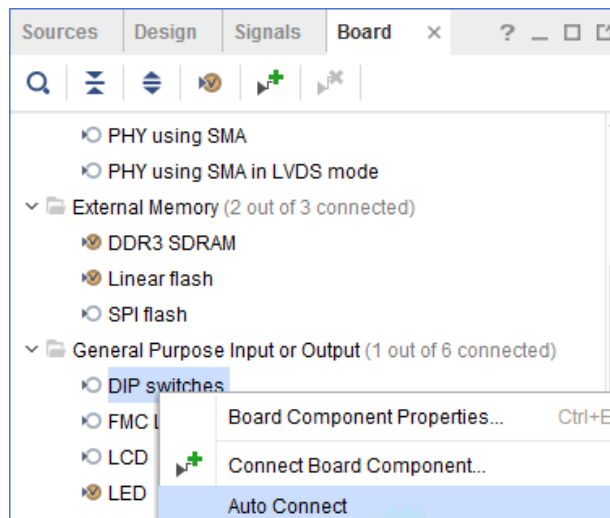 Sources Design Signals Board × ?
PHY using SMA
PHY using SMA in LVDS mode
External Memory (2 out of 3 connected)
DDR3 SDRAM
Linear flash
SPI flash
General Purpose Input or Output (1 out of 6 connected)
DIP switches
FMC L
Board Component Properties... Ctrl+E
LCD
Connect Board Component...
LED
Auto Connect